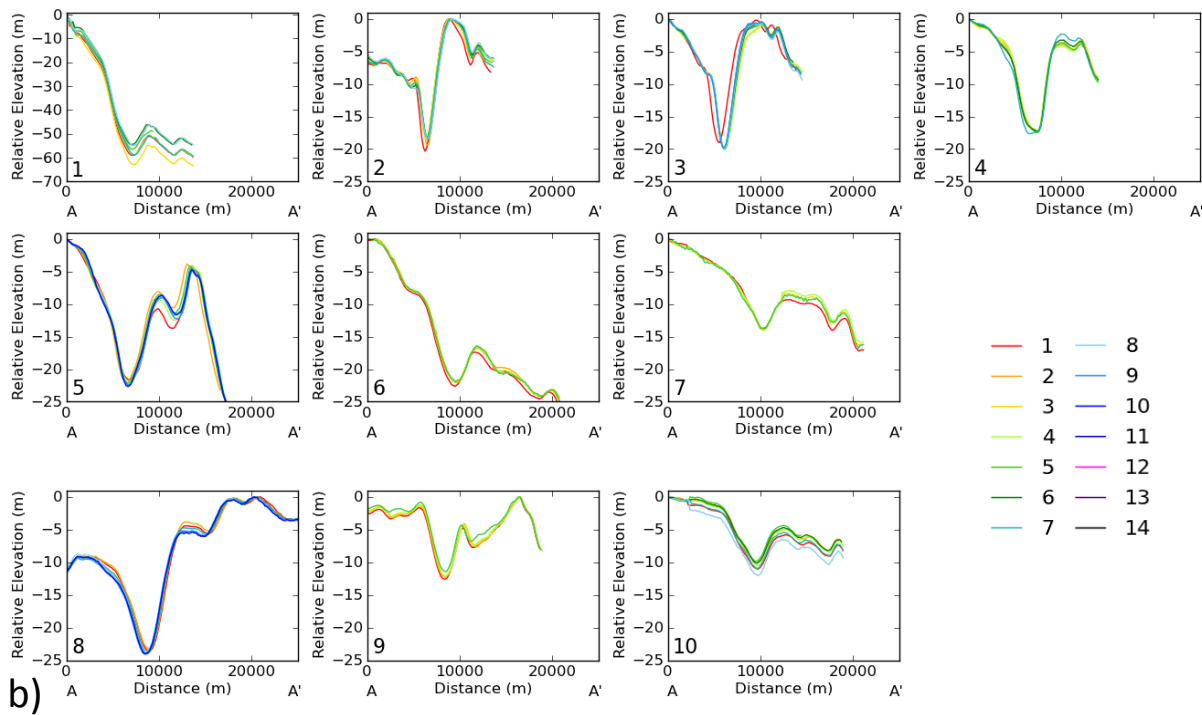 0
−10
−20
−30
−40
−50
−60
−70
Relative Elevation (m)
1
0 10000 20000
A Distance (m) A'
0
−5
−10
−15
−20
−25
Relative Elevation (m)
2
0 10000 20000
A Distance (m) A'
0
−5
−10
−15
−20
−25
Relative Elevation (m)
3
0 10000 20000
A Distance (m) A'
0
−5
−10
−15
−20
−25
Relative Elevation (m)
4
0 10000 20000
A Distance (m) A'
0
−5
−10
−15
−20
−25
Relative Elevation (m)
5
0 10000 20000
A Distance (m) A'
0
−5
−10
−15
−20
−25
Relative Elevation (m)
6
0 10000 20000
A Distance (m) A'
0
−5
−10
−15
−20
−25
Relative Elevation (m)
7
0 10000 20000
A Distance (m) A'
1 8
2 9
3 10
4 11
5 12
6 13
7 14
0
−5
−10
−15
−20
−25
Relative Elevation (m)
8
0 10000 20000
A Distance (m) A'
0
−5
−10
−15
−20
−25
Relative Elevation (m)
9
0 10000 20000
A Distance (m) A'
0
−5
−10
−15
−20
−25
Relative Elevation (m)
10
0 10000 20000
A Distance (m) A'
b)